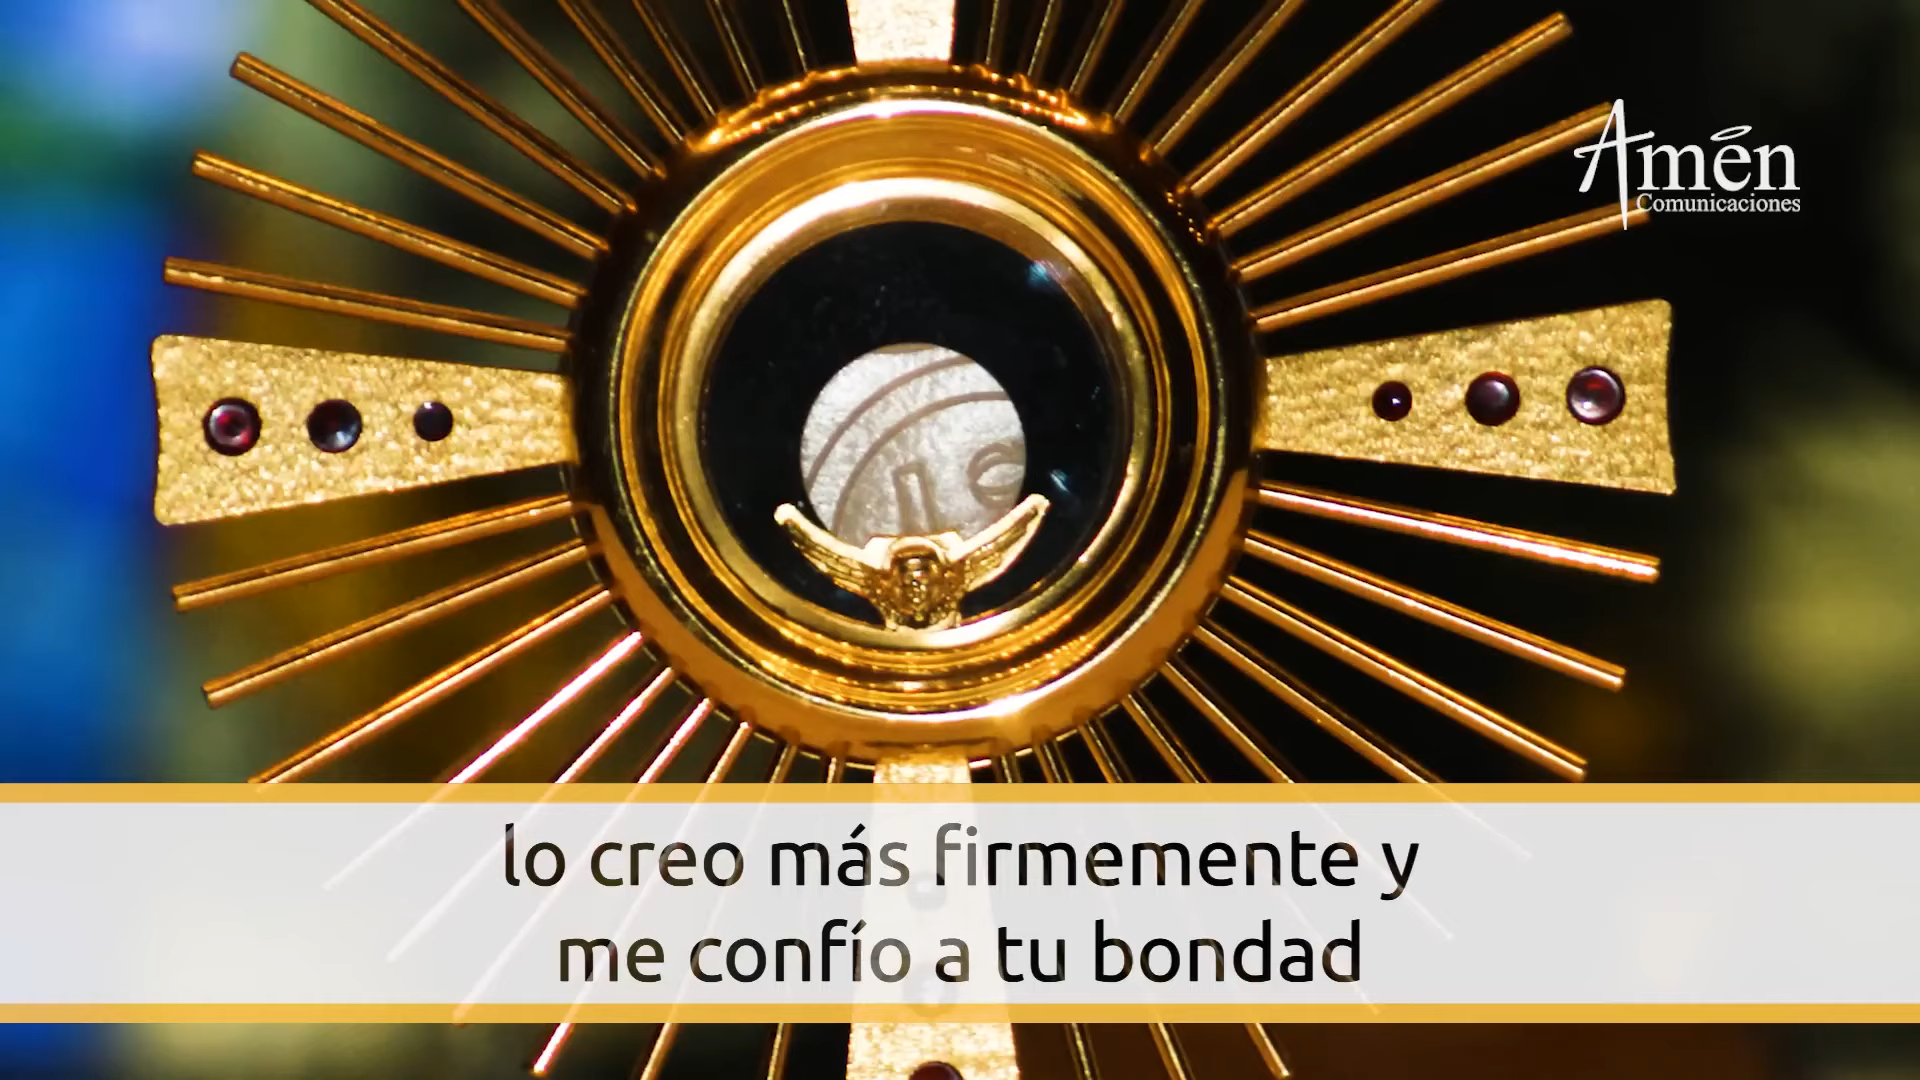 Amén
Comunicaciones
lo creo más firmemente y
me confío a tu bondad